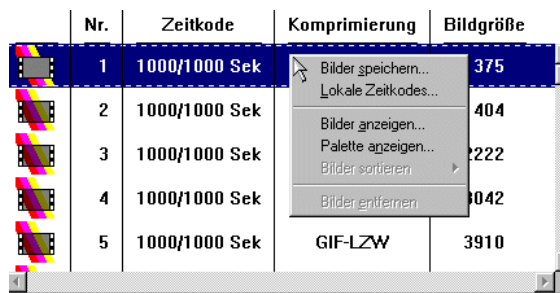 Nr. Zeitkode Komprimierung Bildgröße
1 1000/1000 Sek 375
Bilder speichern...
Lokale Zeitkodes...
2 1000/1000 Sek 404
Bilder anzeigen...
3 1000/1000 Sek Palette anzeigen... 2222
Bilder sortieren
4 1000/1000 Sek Bilder entfernen 3042
5 1000/1000 Sek GIF-LZW 3910